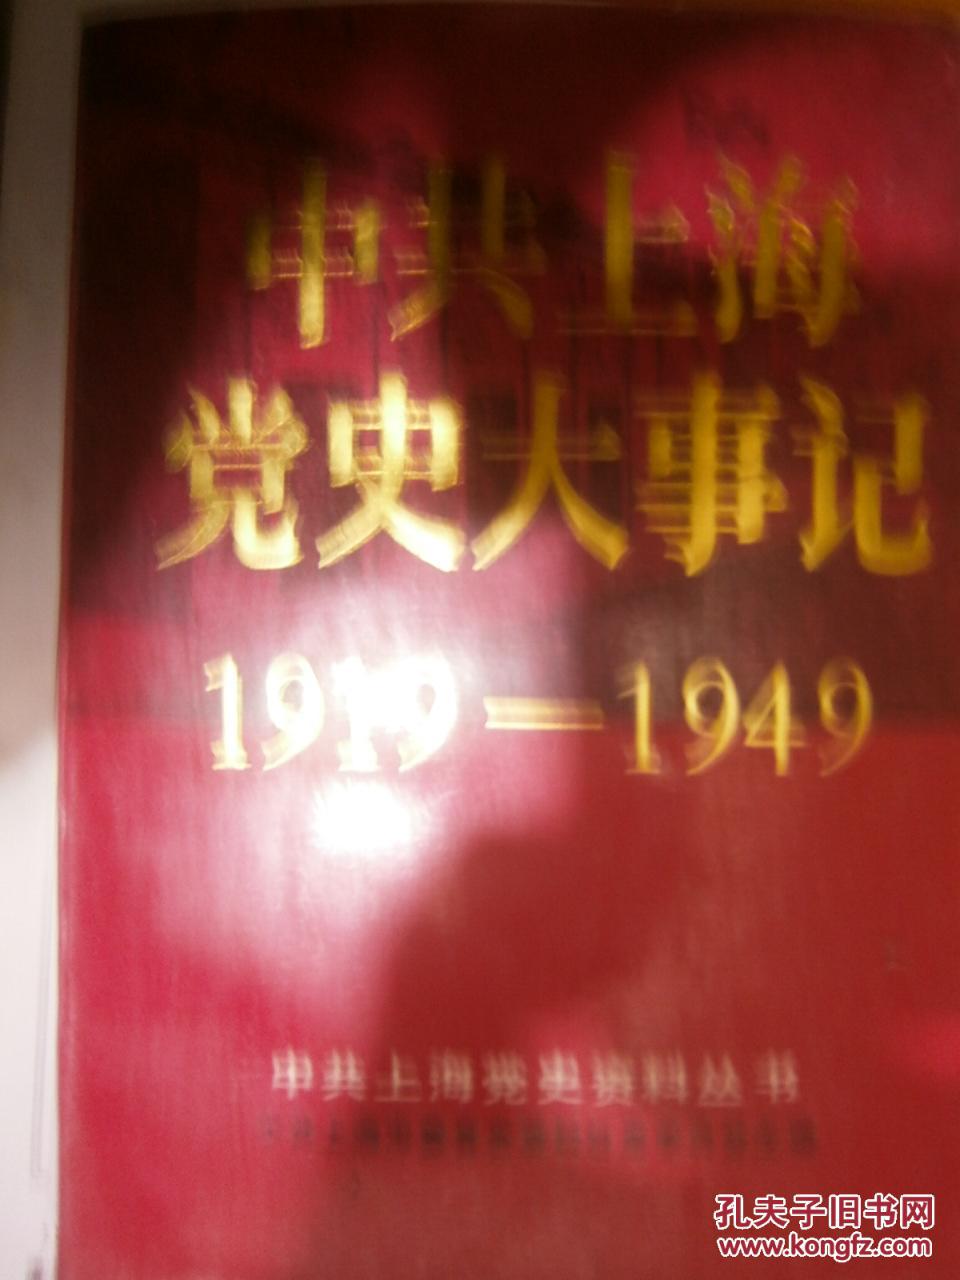 中共上海
党史大事记
1919—1949
中共上海党史资料丛书
孔夫子旧书网
www.kongfz.com